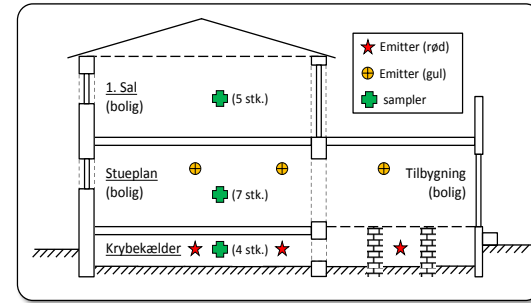 Emitter (rød)
Emitter (gul)
sampler
1. Sal
(bolig)
(5 stk.)
Stueplan
(bolig)
(7 stk.)
Tilbygning
(bolig)
Krybekælder
(4 stk.)